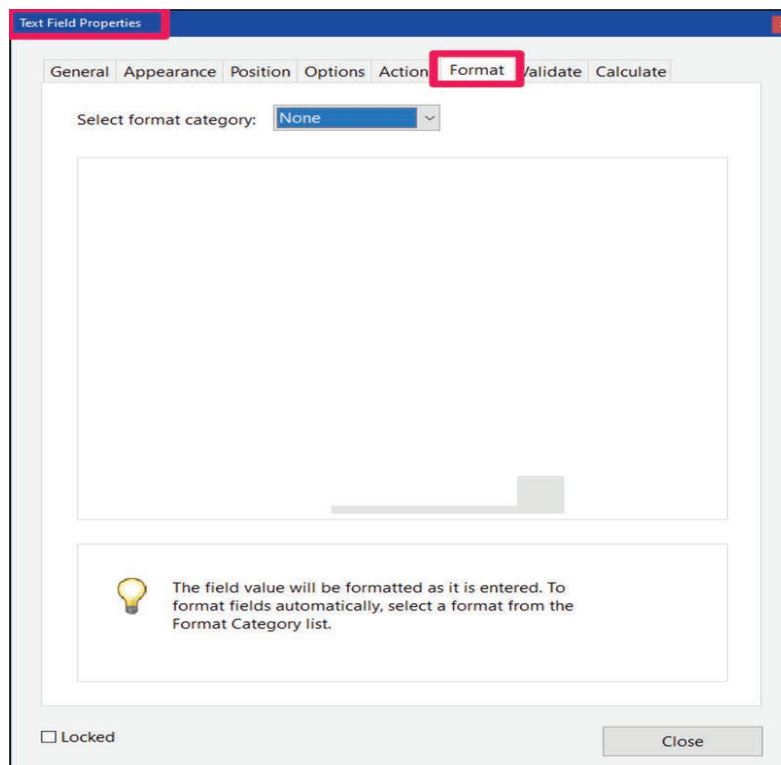 Text Field Properties
General Appearance Position Options Action Format Validate Calculate
Select format category: None
The field value will be formatted as it is entered. To
format fields automatically, select a format from the
Format Category list.
Locked
Close